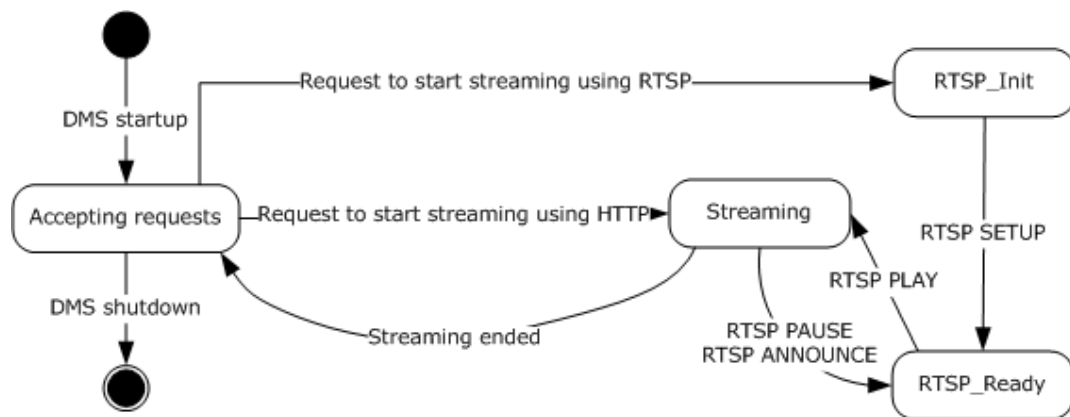 Request to start streaming using RTSP
RTSP_Init
DMS startup
Accepting requests
Request to start streaming using HTTP
Streaming
RTSP SETUP
DMS shutdown
RTSP PLAY
Streaming ended
RTSP PAUSE
RTSP ANNOUNCE
RTSP_Ready